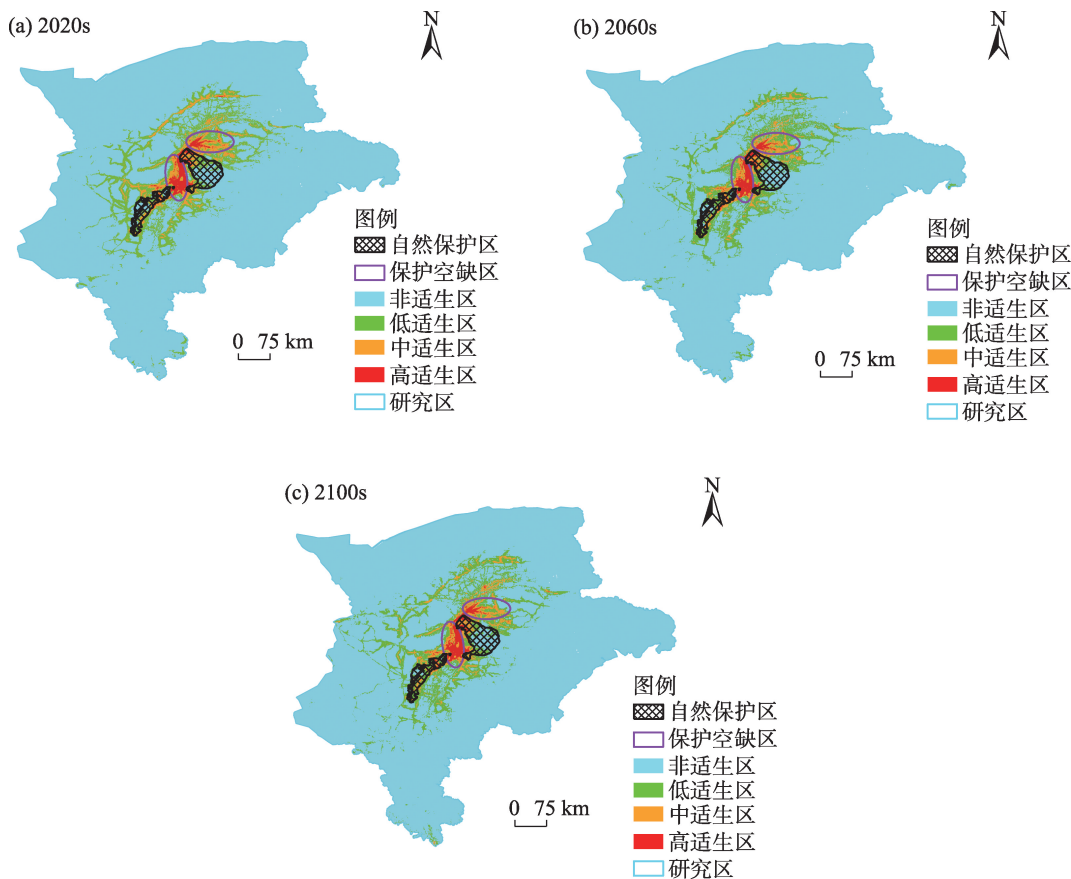 (a) 2020s
N
图例
自然保护区
保护空缺区
非适生区
低适生区
中适生区
高适生区
研究区
0 75 km
(b) 2060s
N
图例
自然保护区
保护空缺区
非适生区
低适生区
中适生区
高适生区
研究区
0 75 km
(c) 2100s
N
图例
自然保护区
保护空缺区
非适生区
低适生区
中适生区
高适生区
研究区
0 75 km